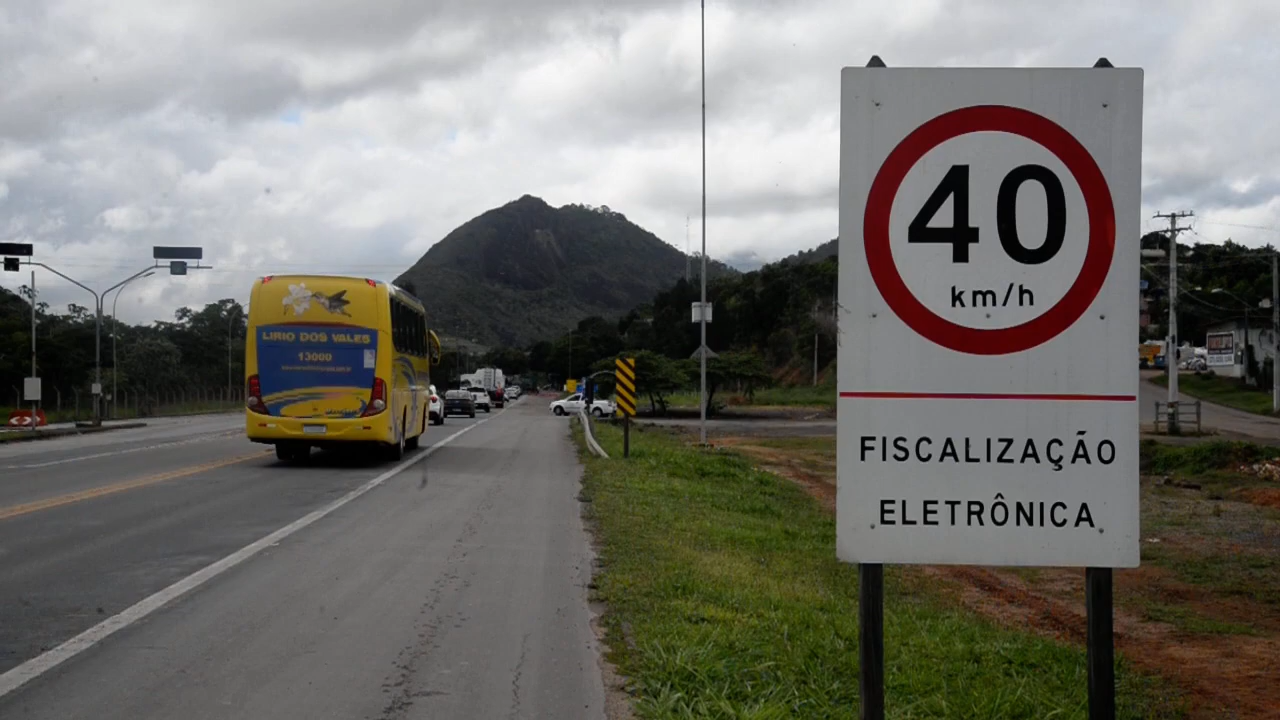 40
km/h
FISCALIZAÇÃO
ELETRÔNICA
LIRIO DOS VALES
13000